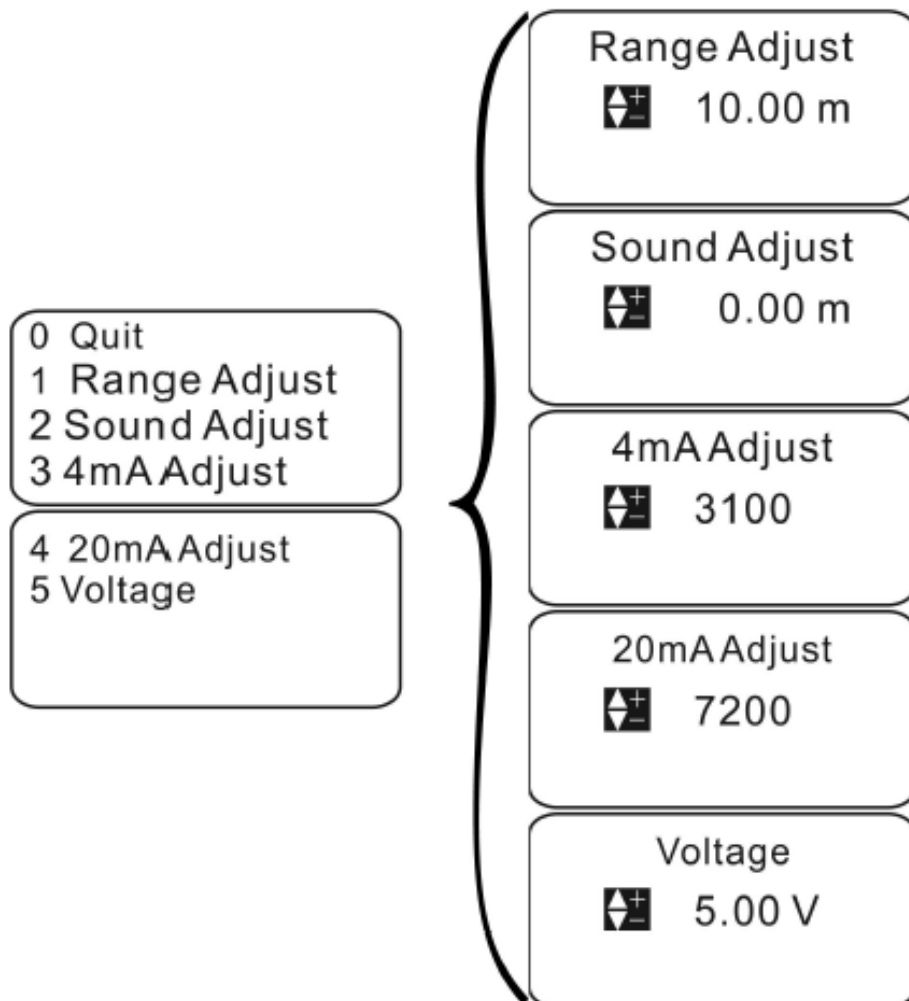 0 Quit
1 Range Adjust
2 Sound Adjust
3 4mA Adjust
4 20mA Adjust
5 Voltage
Range Adjust
10.00 m
Sound Adjust
0.00 m
4mA Adjust
3100
20mA Adjust
7200
Voltage
5.00 V